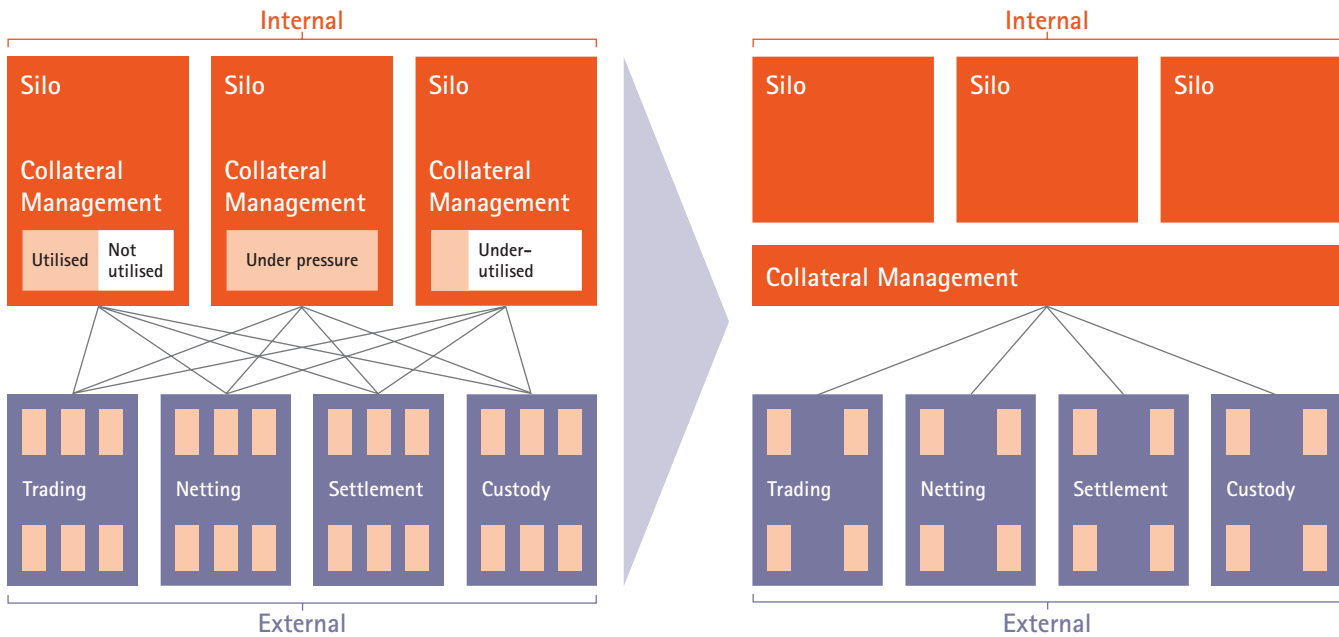 Internal
Silo
Collateral
Management
Utilised
Not
utilised
Silo
Collateral
Management
Under pressure
Silo
Collateral
Management
Under-
utilised
Trading
Netting
Settlement
Custody
External
Internal
Silo
Silo
Silo
Collateral Management
Trading
Netting
Settlement
Custody
External